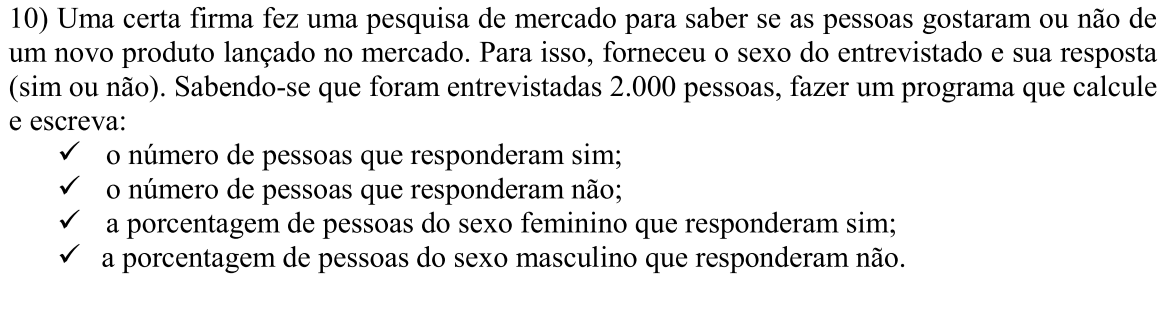 10) Uma certa firma fez uma pesquisa de mercado para saber se as pessoas gostaram ou não de
um novo produto lançado no mercado. Para isso, forneceu o sexo do entrevistado e sua resposta
(sim ou não). Sabendo-se que foram entrevistadas 2.000 pessoas, fazer um programa que calcule
e escreva:
✓ o número de pessoas que responderam sim;
✓ o número de pessoas que responderam não;
✓ a porcentagem de pessoas do sexo feminino que responderam sim;
✓ a porcentagem de pessoas do sexo masculino que responderam não.